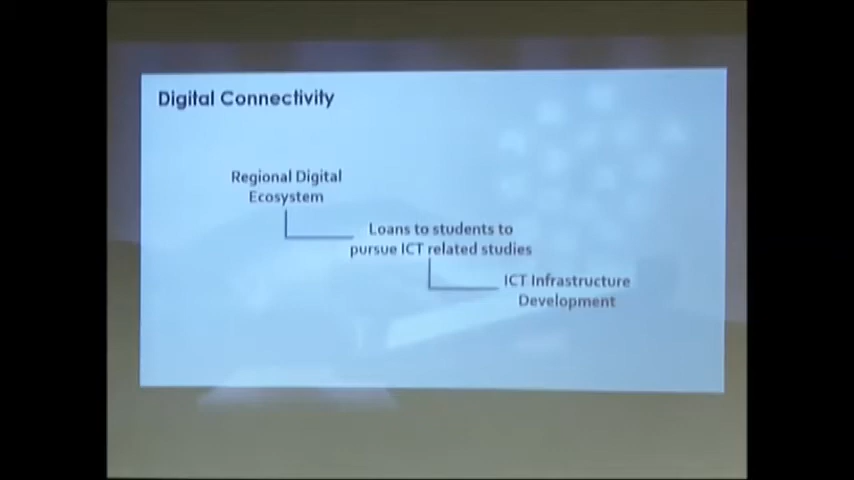 Digital Connectivity
Regional Digital
Ecosystem
Loans to students to
pursue ICT related studies
ICT Infrastructure
Development